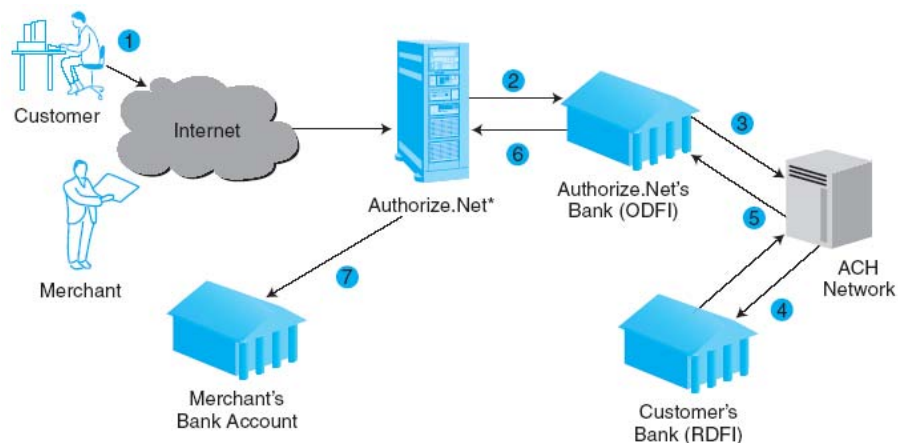 1
Customer
Internet
Merchant
Authorize.Net*
2
6
Authorize.Net's
Bank (ODFI)
3
5
ACH
Network
4
7
Merchant's
Bank Account
Customer's
Bank (RDFI)